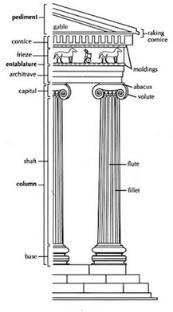 pediment
gable
raking
cornice
cornice
frieze
entablature
moldings
architrave
abacus
capital
volute
shaft
flute
column
fillet
base